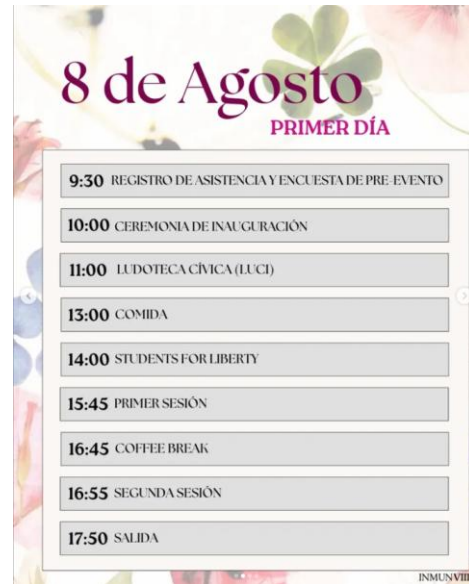 8 de Agosto
PRIMER DÍA
9:30 REGISTRO DE ASISTENCIA Y ENCUESTA DE PRE-EVENTO
10:00 CEREMONIA DE INAUGURACIÓN
11:00 LUDOTECA CÍVICA (LUCI)
13:00 COMIDA
14:00 STUDENTS FOR LIBERTY
15:45 PRIMER SESIÓN
16:45 COFFEE BREAK
16:55 SEGUNDA SESIÓN
17:50 SALIDA
INMUNVIII